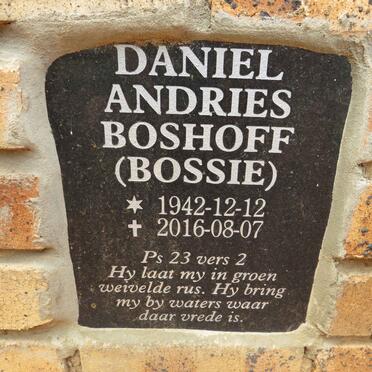 DANIEL
ANDRIES
BOSHOFF
(BOSSIE)
✶ 1942-12-12
✝ 2016-08-07
Ps 23 vers 2
Hy laat my in groen
weivelde rus. Hy bring
my by waters waar
daar vrede is.